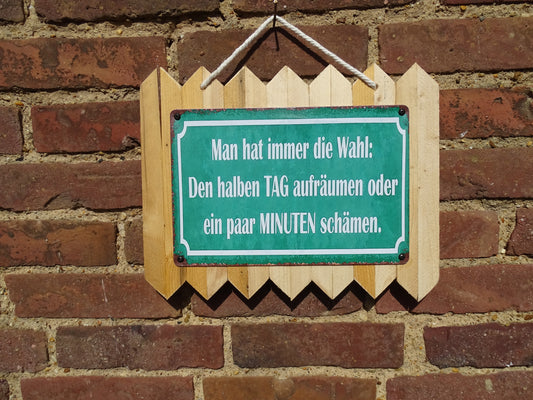 Man hat immer die Wahl:
Den halben TAG aufräumen oder
ein paar MINUTEN schämen.